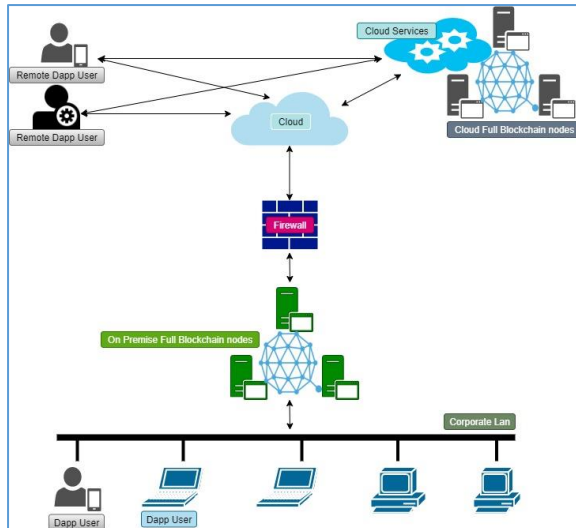 Cloud Services
Remote Dapp User
Remote Dapp User
Cloud
Cloud Full Blockchain nodes
Firewall
On Premise Full Blockchain nodes
Corporate Lan
Dapp User
Dapp User